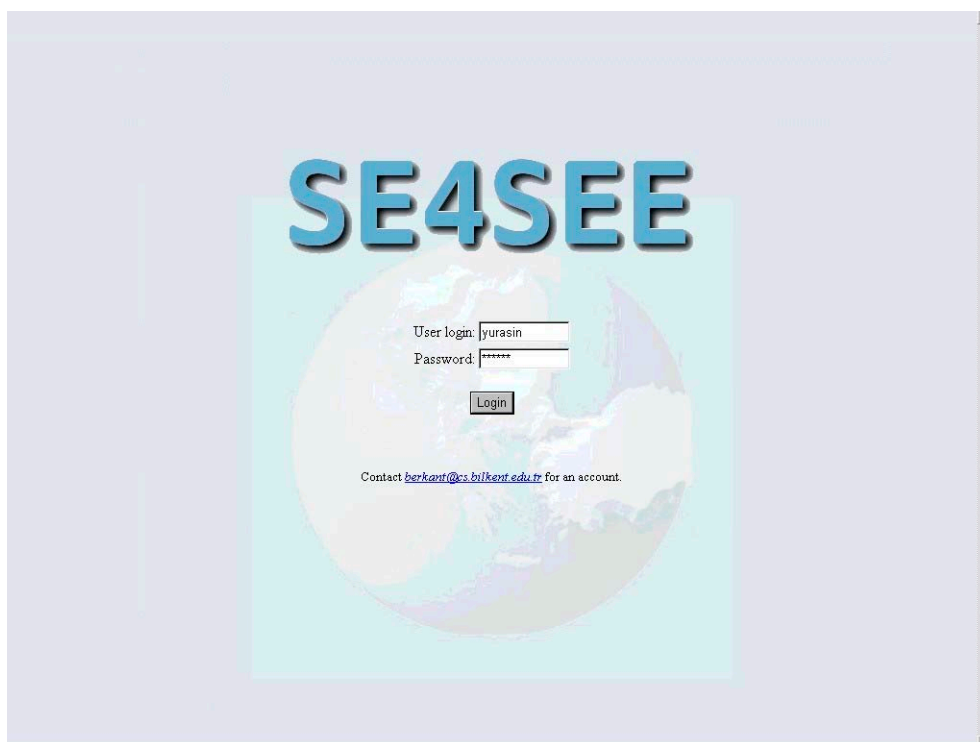 SE4SEE
User login: yurasin
Password: ******
Login
Contact berkant@cs.bilkent.edu.tr for an account.